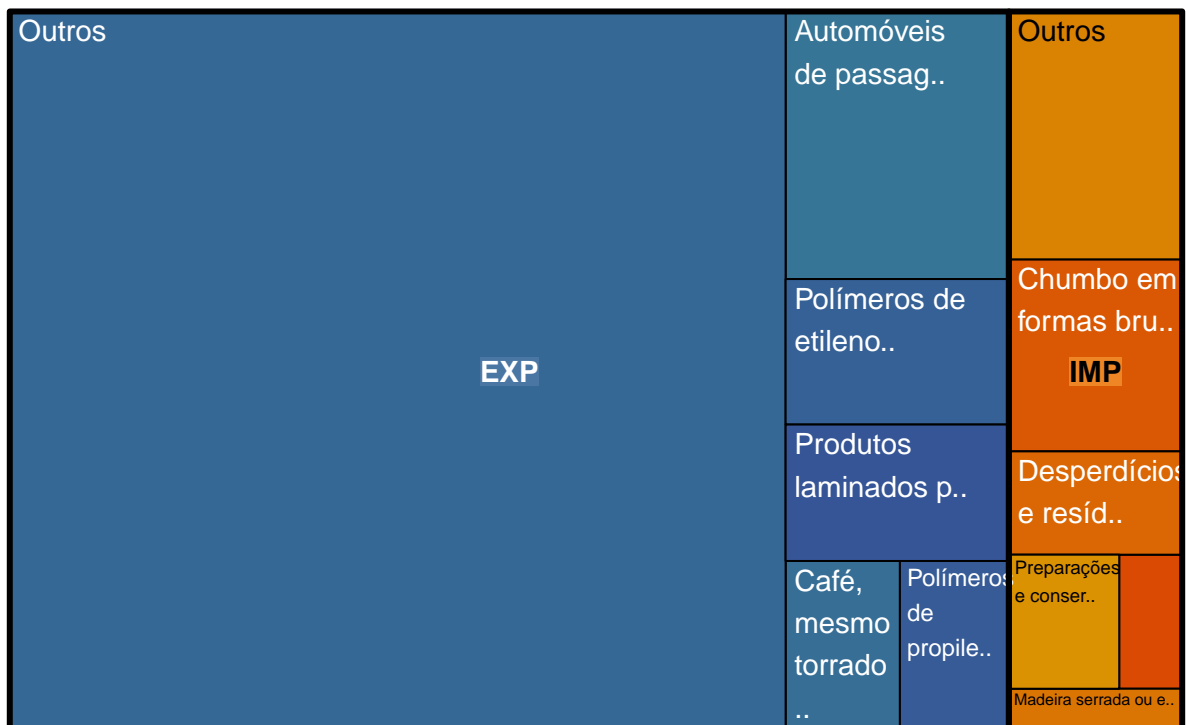 Outros
EXP
Automóveis
de passag..
Polímeros de
etileno..
Produtos
laminados p..
Café,
mesmo
torrado
..
Polímeros
de
propile..
Outros
Chumbo em
formas bru..
IMP
Desperdícios
e resíd..
Preparações
e conser..
Madeira serrada ou e..